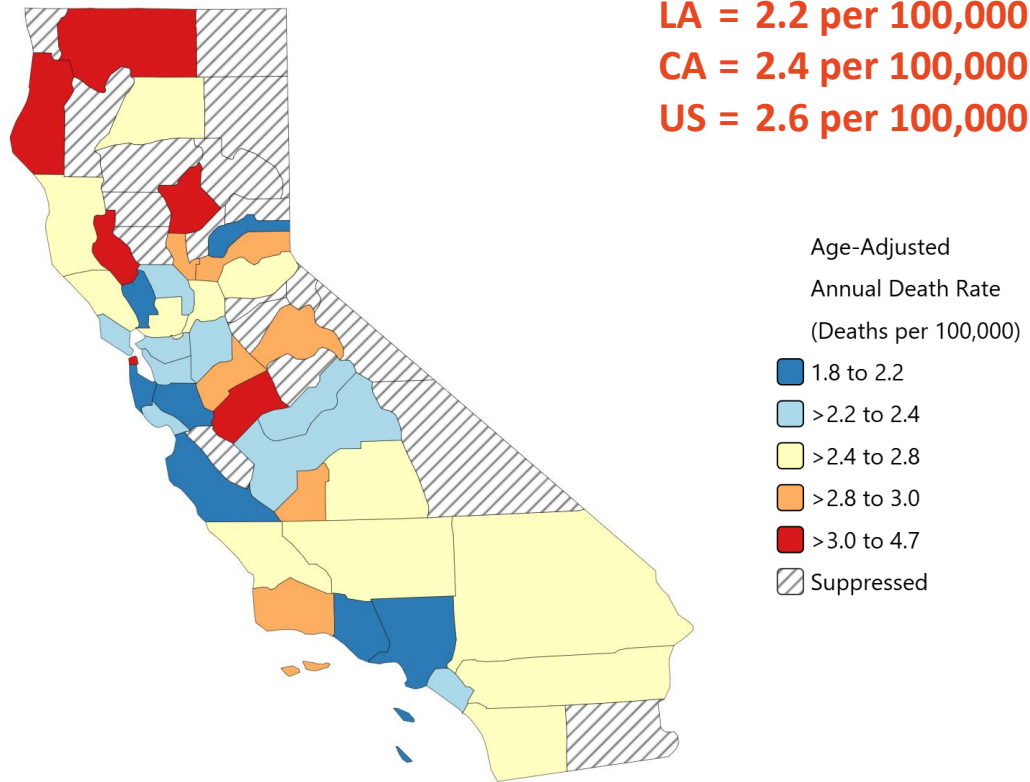 LA = 2.2 per 100,000
CA = 2.4 per 100,000
US = 2.6 per 100,000
Age-Adjusted
Annual Death Rate
(Deaths per 100,000)
1.8 to 2.2
>2.2 to 2.4
>2.4 to 2.8
>2.8 to 3.0
>3.0 to 4.7
Suppressed